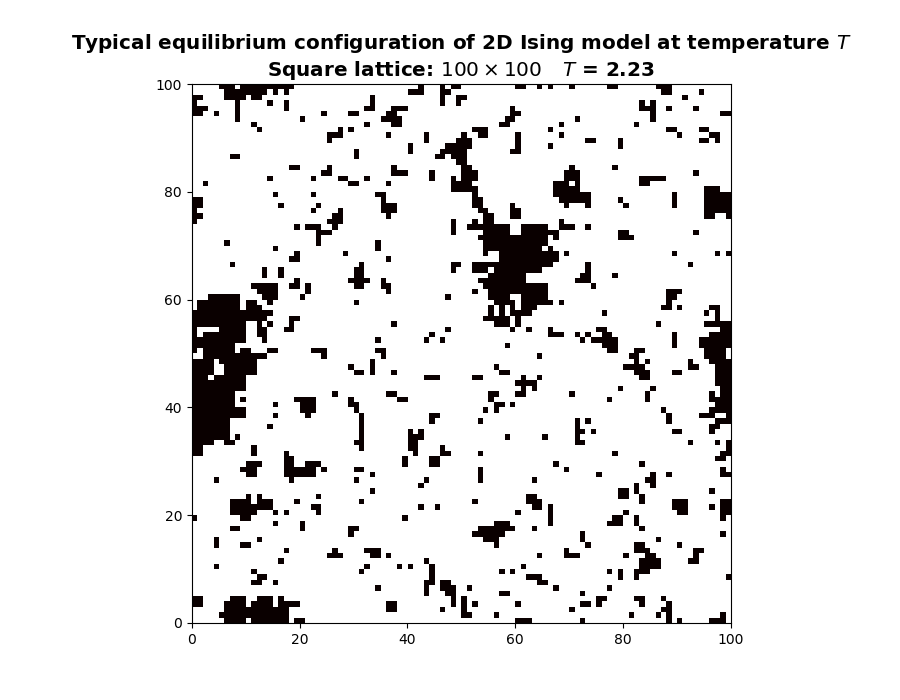 Typical equilibrium configuration of 2D Ising model at temperature T
Square lattice: 100 × 100 T = 2.23
100
80
60
40
20
0
0 20 40 60 80 100